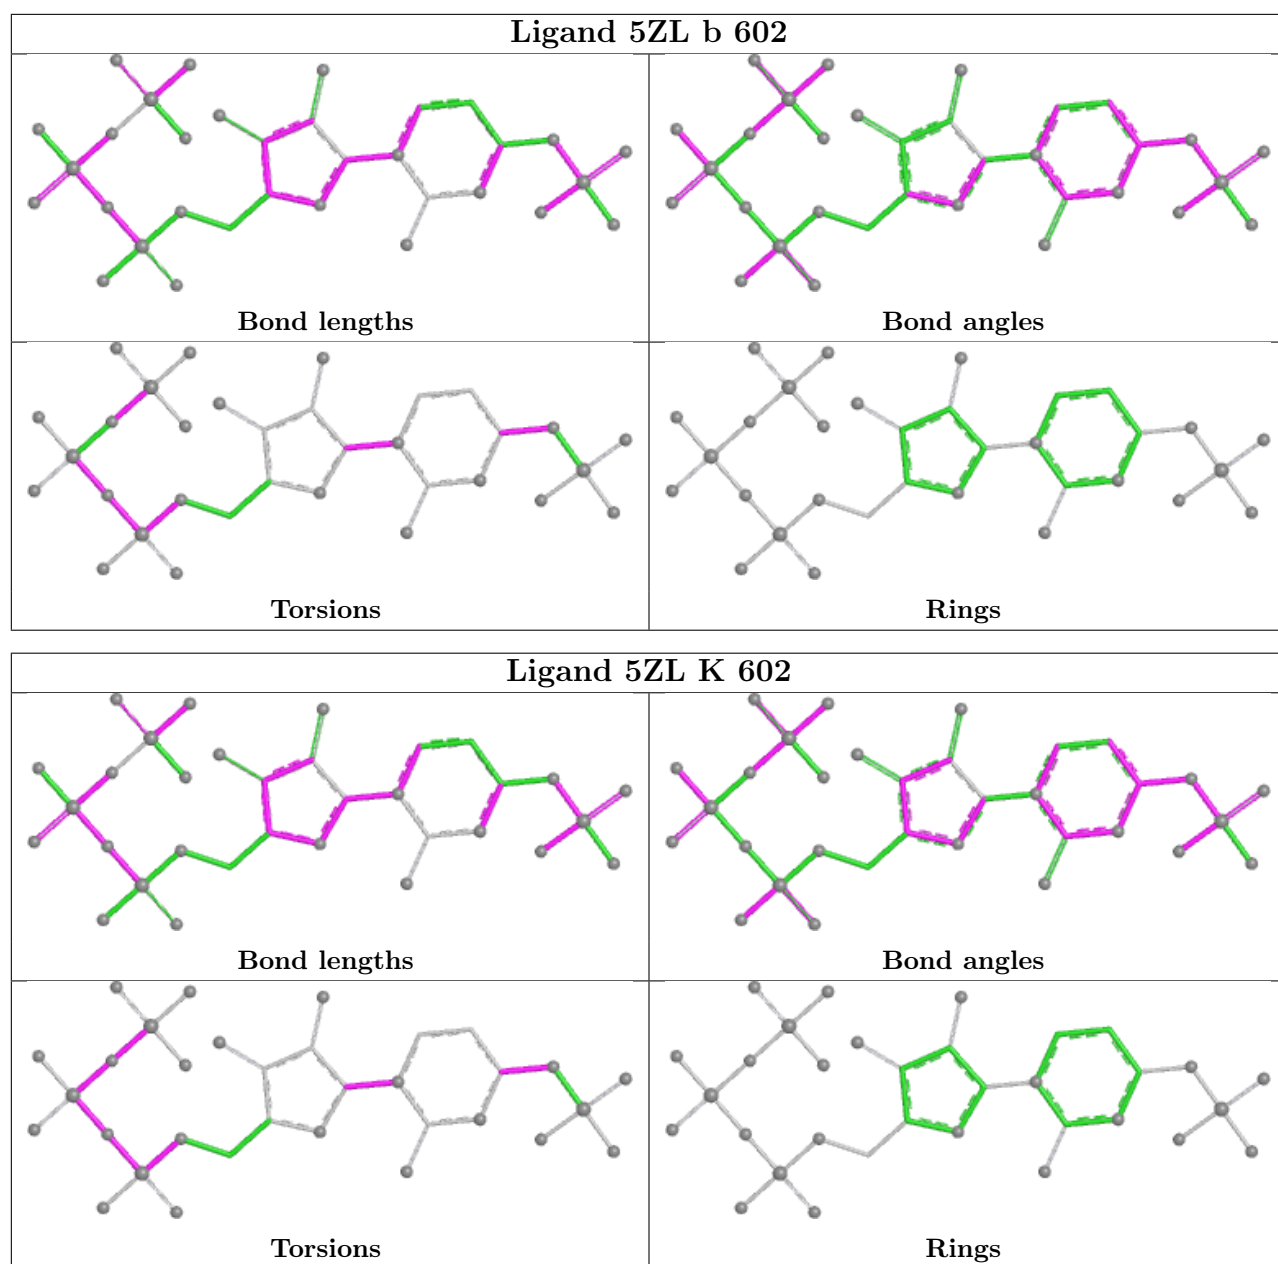 Ligand 5ZL b 602
Bond lengths
Bond angles
Torsions
Rings
Ligand 5ZL K 602
Bond lengths
Bond angles
Torsions
Rings